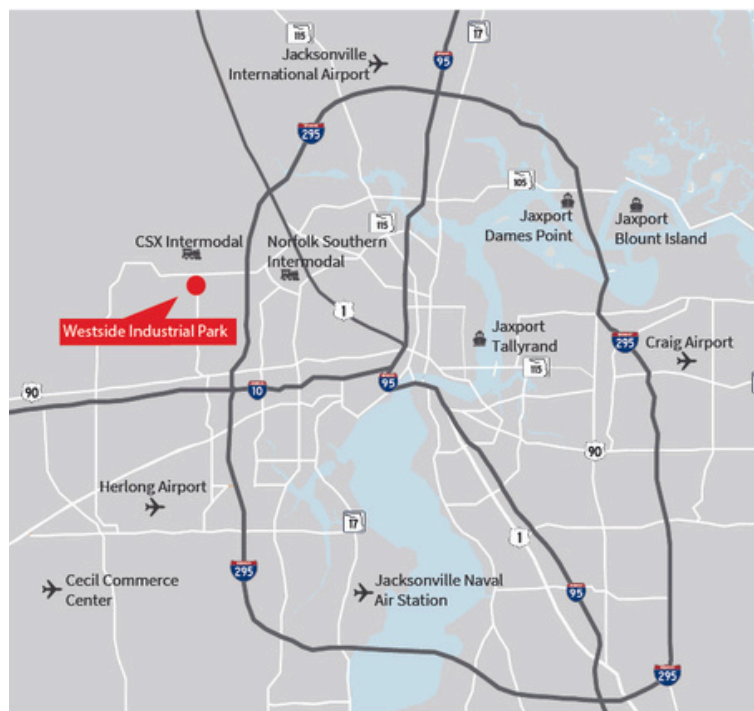 115
17
Jacksonville
International Airport
95
295
105
115
Jaxport
Dames Point
Jaxport
Blount Island
CSX Intermodal
Norfolk Southern
Intermodal
1
Westside Industrial Park
Jaxport
Tallyrand
295
Craig Airport
115
90
10
95
90
Herlong Airport
17
1
295
Cecil Commerce
Center
Jacksonville Naval
Air Station
95
295